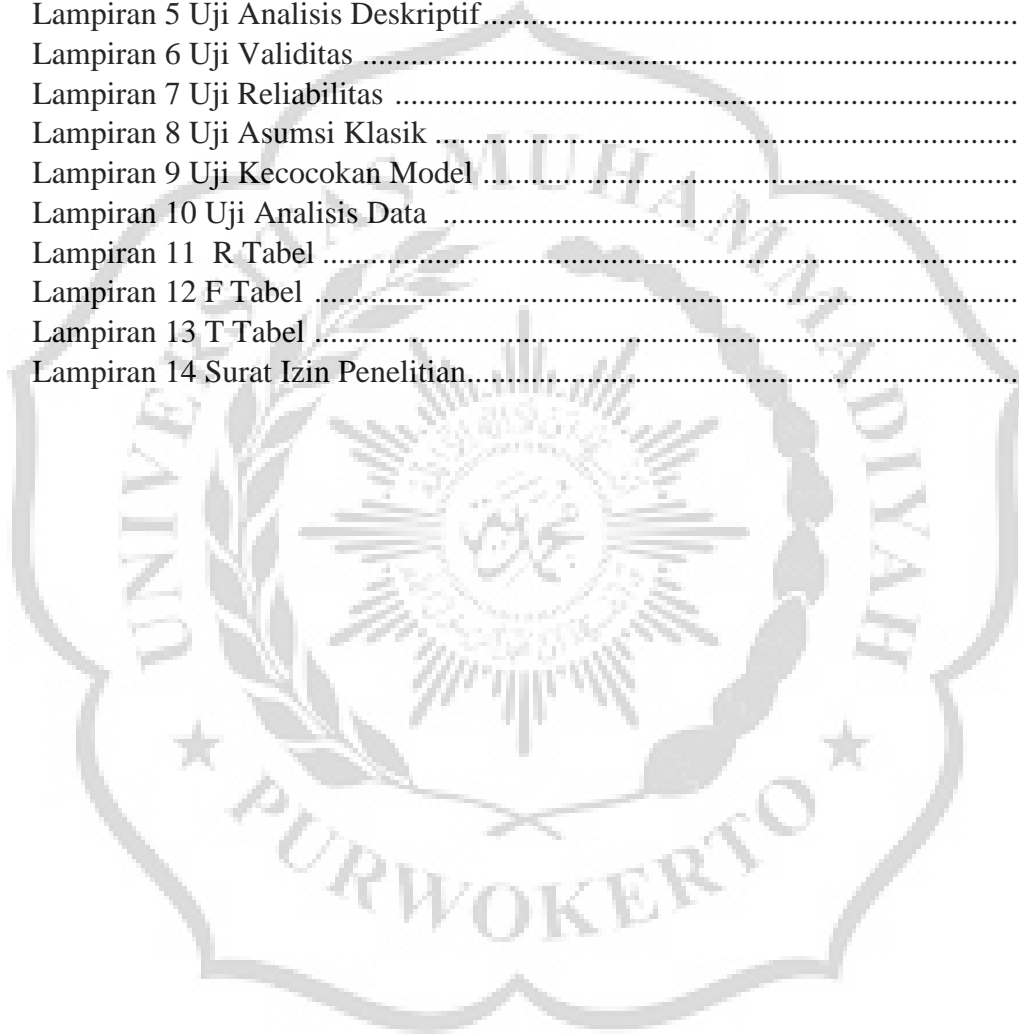 Lampiran 5 Uji Analisis Deskriptif..................................................................
Lampiran 6 Uji Validitas ..................................................................................
Lampiran 7 Uji Reliabilitas ..............................................................................
Lampiran 8 Uji Asumsi Klasik .........................................................................
Lampiran 9 Uji Kecocokan Model ....................................................................
Lampiran 10 Uji Analisis Data ........................................................................
Lampiran 11  R Tabel .......................................................................................
Lampiran 12 F Tabel ........................................................................................
Lampiran 13 T Tabel ........................................................................................
Lampiran 14 Surat Izin Penelitian.....................................................................
UNIVERSITAS MUHAMMADIYAH
★ PURWOKERTO ★